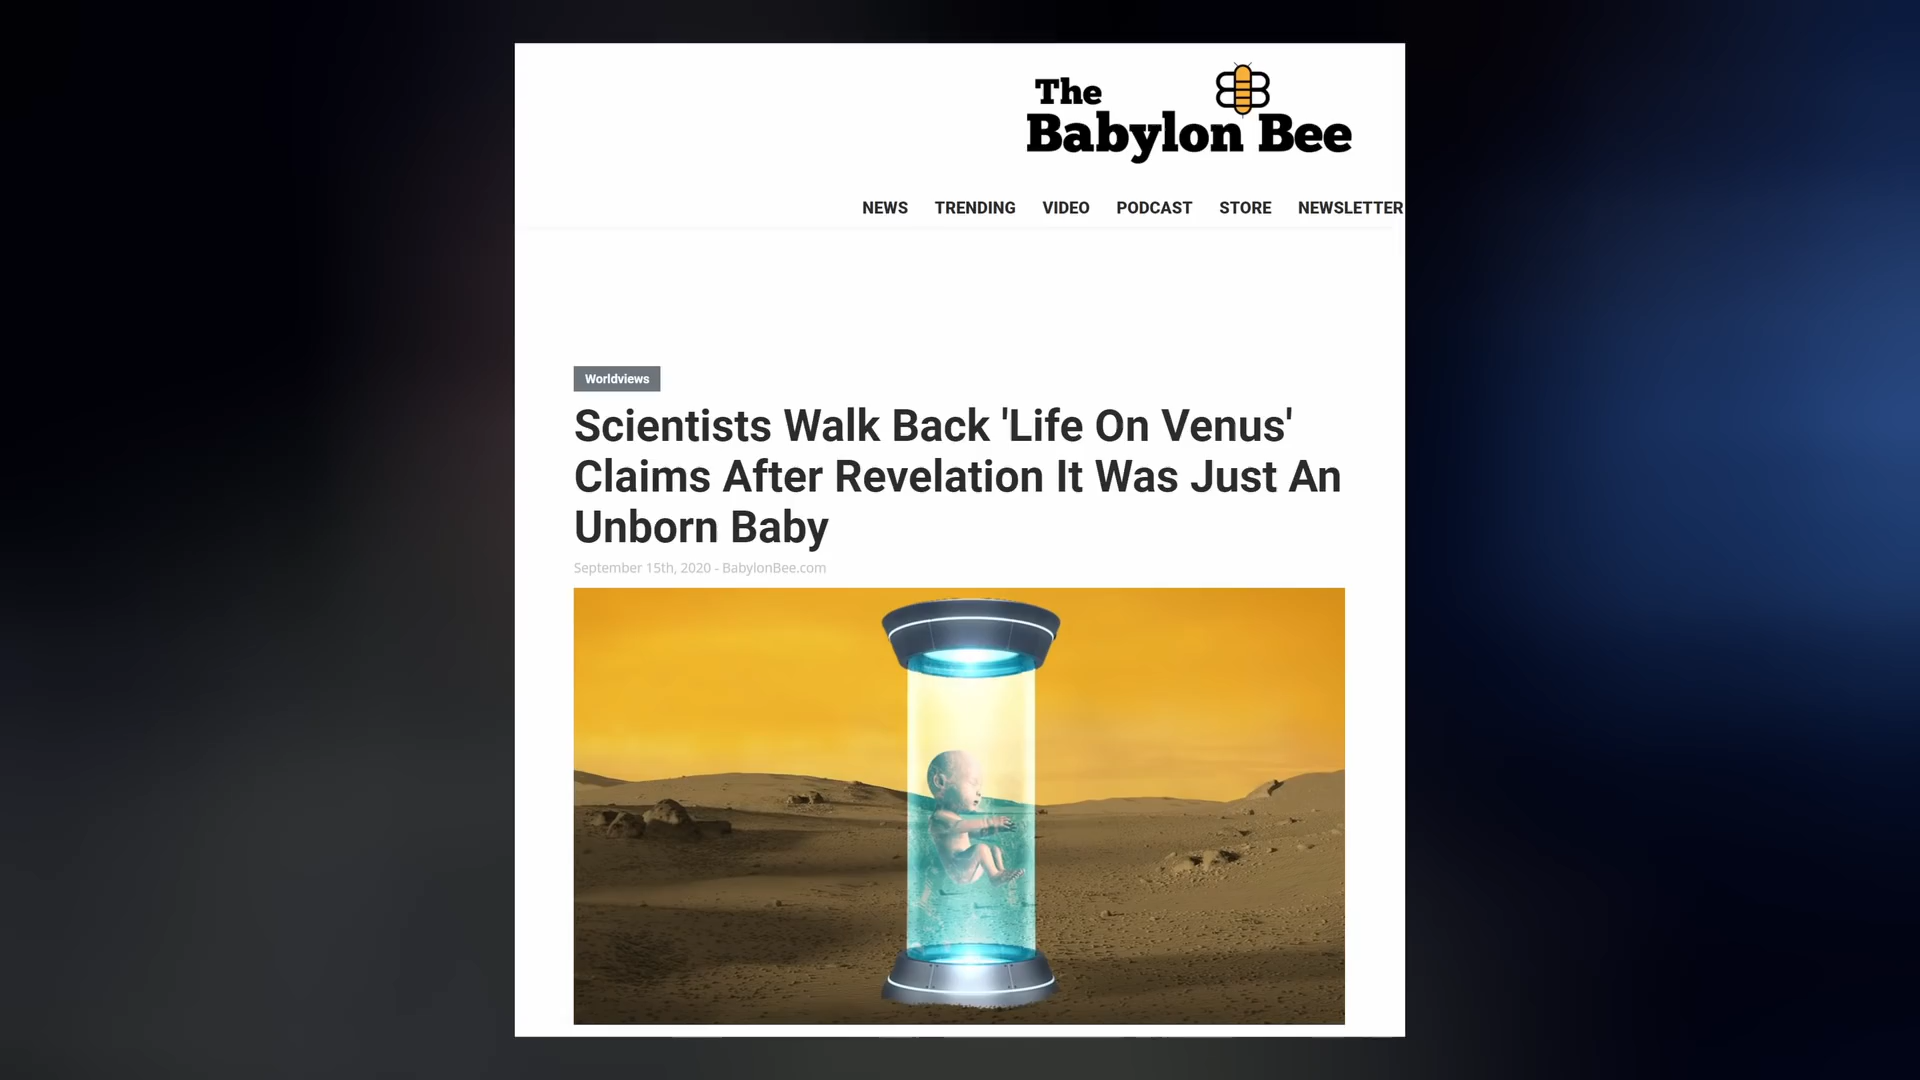 The
Babylon Bee
NEWS TRENDING VIDEO PODCAST STORE NEWSLETTER
Worldviews
Scientists Walk Back 'Life On Venus'
Claims After Revelation It Was Just An
Unborn Baby
September 15th, 2020 - BabylonBee.com